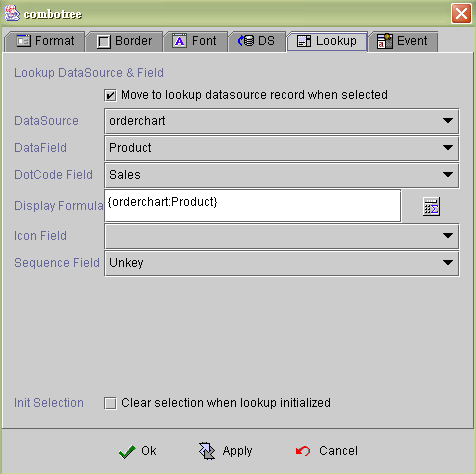 combotree
Format Border Font DS Lookup Event
Lookup DataSource & Field
Move to lookup datasource record when selected
DataSource orderchart
DataField Product
DotCode Field Sales
Display Formula {orderchart:Product}
Icon Field
Sequence Field Unkey
Init Selection Clear selection when lookup initialized
Ok Apply Cancel